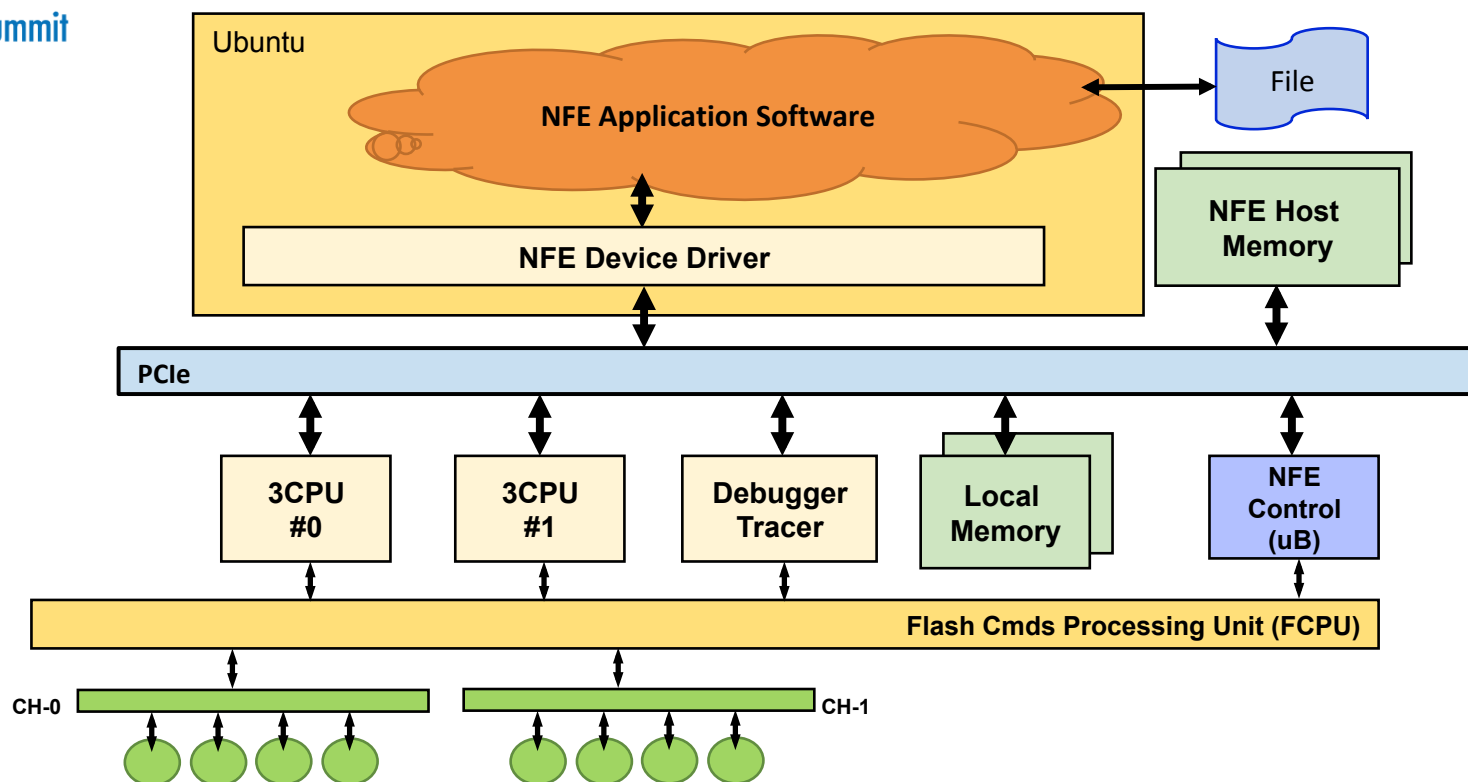 Ubuntu
File
NFE Application Software
NFE Host
Memory
NFE Device Driver
PCIe
3CPU
#0
3CPU
#1
Debugger
Tracer
Local
Memory
NFE
Control
(uB)
Flash Cmds Processing Unit (FCPU)
CH-0
CH-1